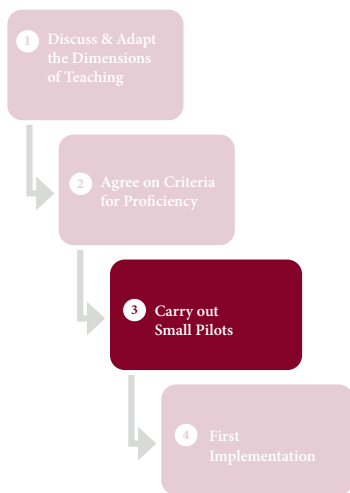 1 Discuss & Adapt
the Dimensions
of Teaching
2 Agree on Criteria
for Proficiency
3 Carry out
Small Pilots
4 First
Implementation